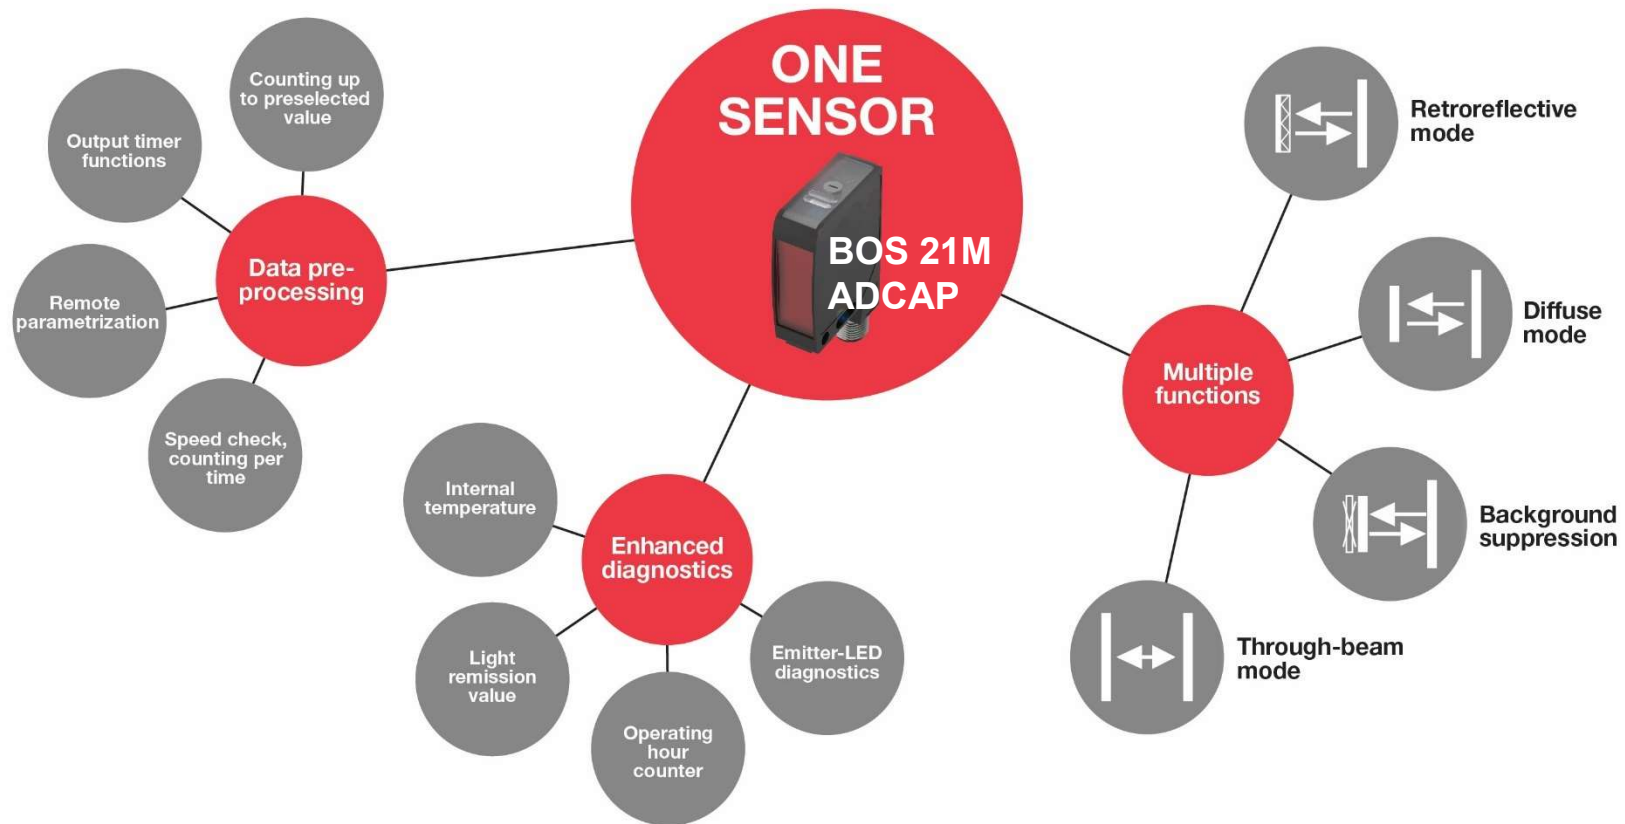 ONE
SENSOR
BOS 21M
ADCAP
Counting up
to preselected
value
Output timer
functions
Data pre-
processing
Remote
parametrization
Speed check,
counting per
time
Internal
temperature
Enhanced
diagnostics
Light
remission
value
Operating
hour
counter
Emitter-LED
diagnostics
Multiple
functions
Retroreflective
mode
Diffuse
mode
Background
suppression
Through-beam
mode